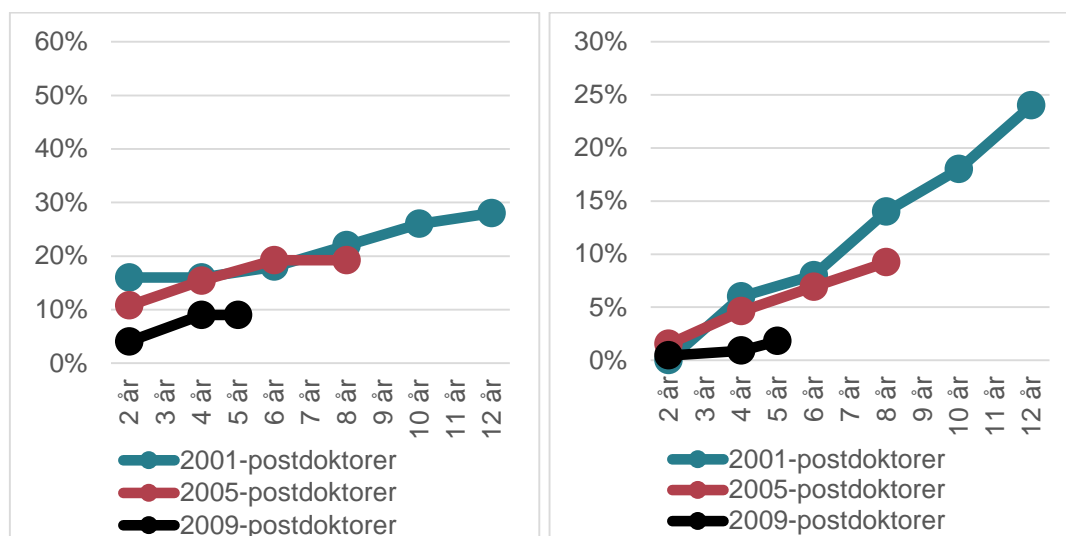 60%
50%
40%
30%
20%
10%
0%
2 år
3 år
4 år
5 år
6 år
7 år
8 år
9 år
10 år
11 år
12 år
2001-postdoktorer
2005-postdoktorer
2009-postdoktorer
30%
25%
20%
15%
10%
5%
0%
2 år
3 år
4 år
5 år
6 år
7 år
8 år
9 år
10 år
11 år
12 år
2001-postdoktorer
2005-postdoktorer
2009-postdoktorer